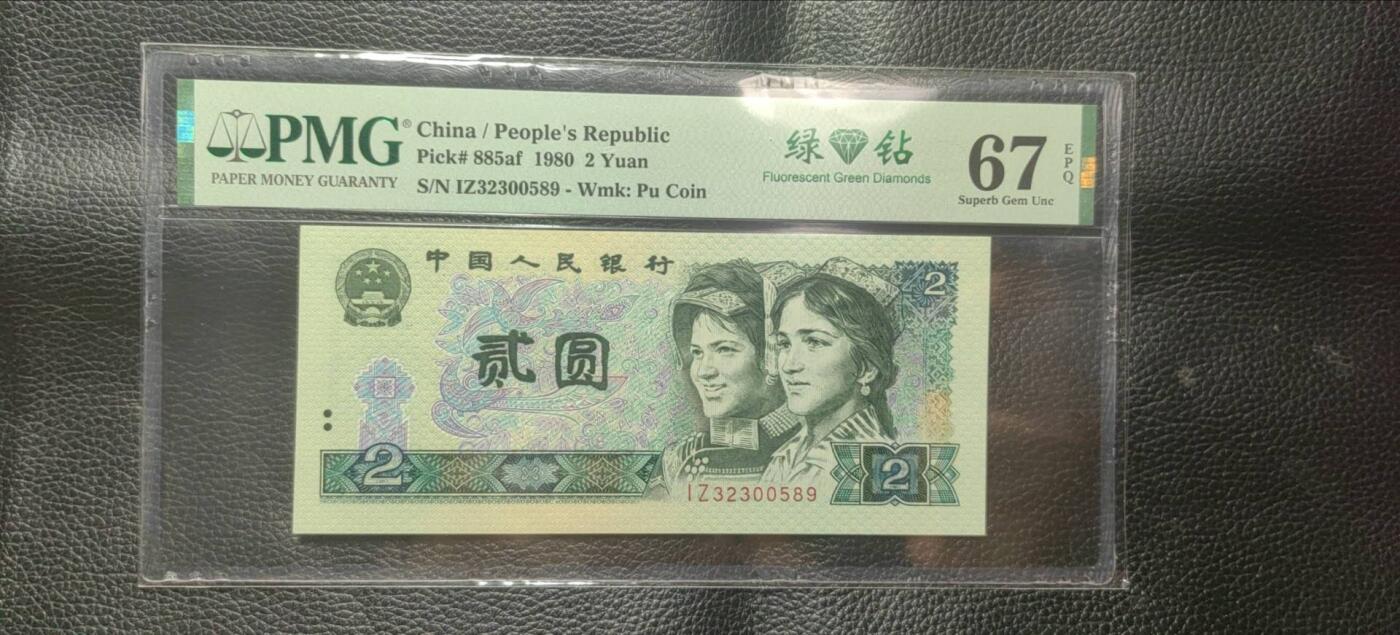 PMG®
PAPER MONEY GUARANTY
China / People's Republic
Pick# 885af 1980 2 Yuan
S/N IZ32300589 - Wmk: Pu Coin
绿 钻
Fluorescent Green Diamonds
67
Superb Gem Unc
EPQ
中国人民银行
2
贰圆
2
2
IZ32300589